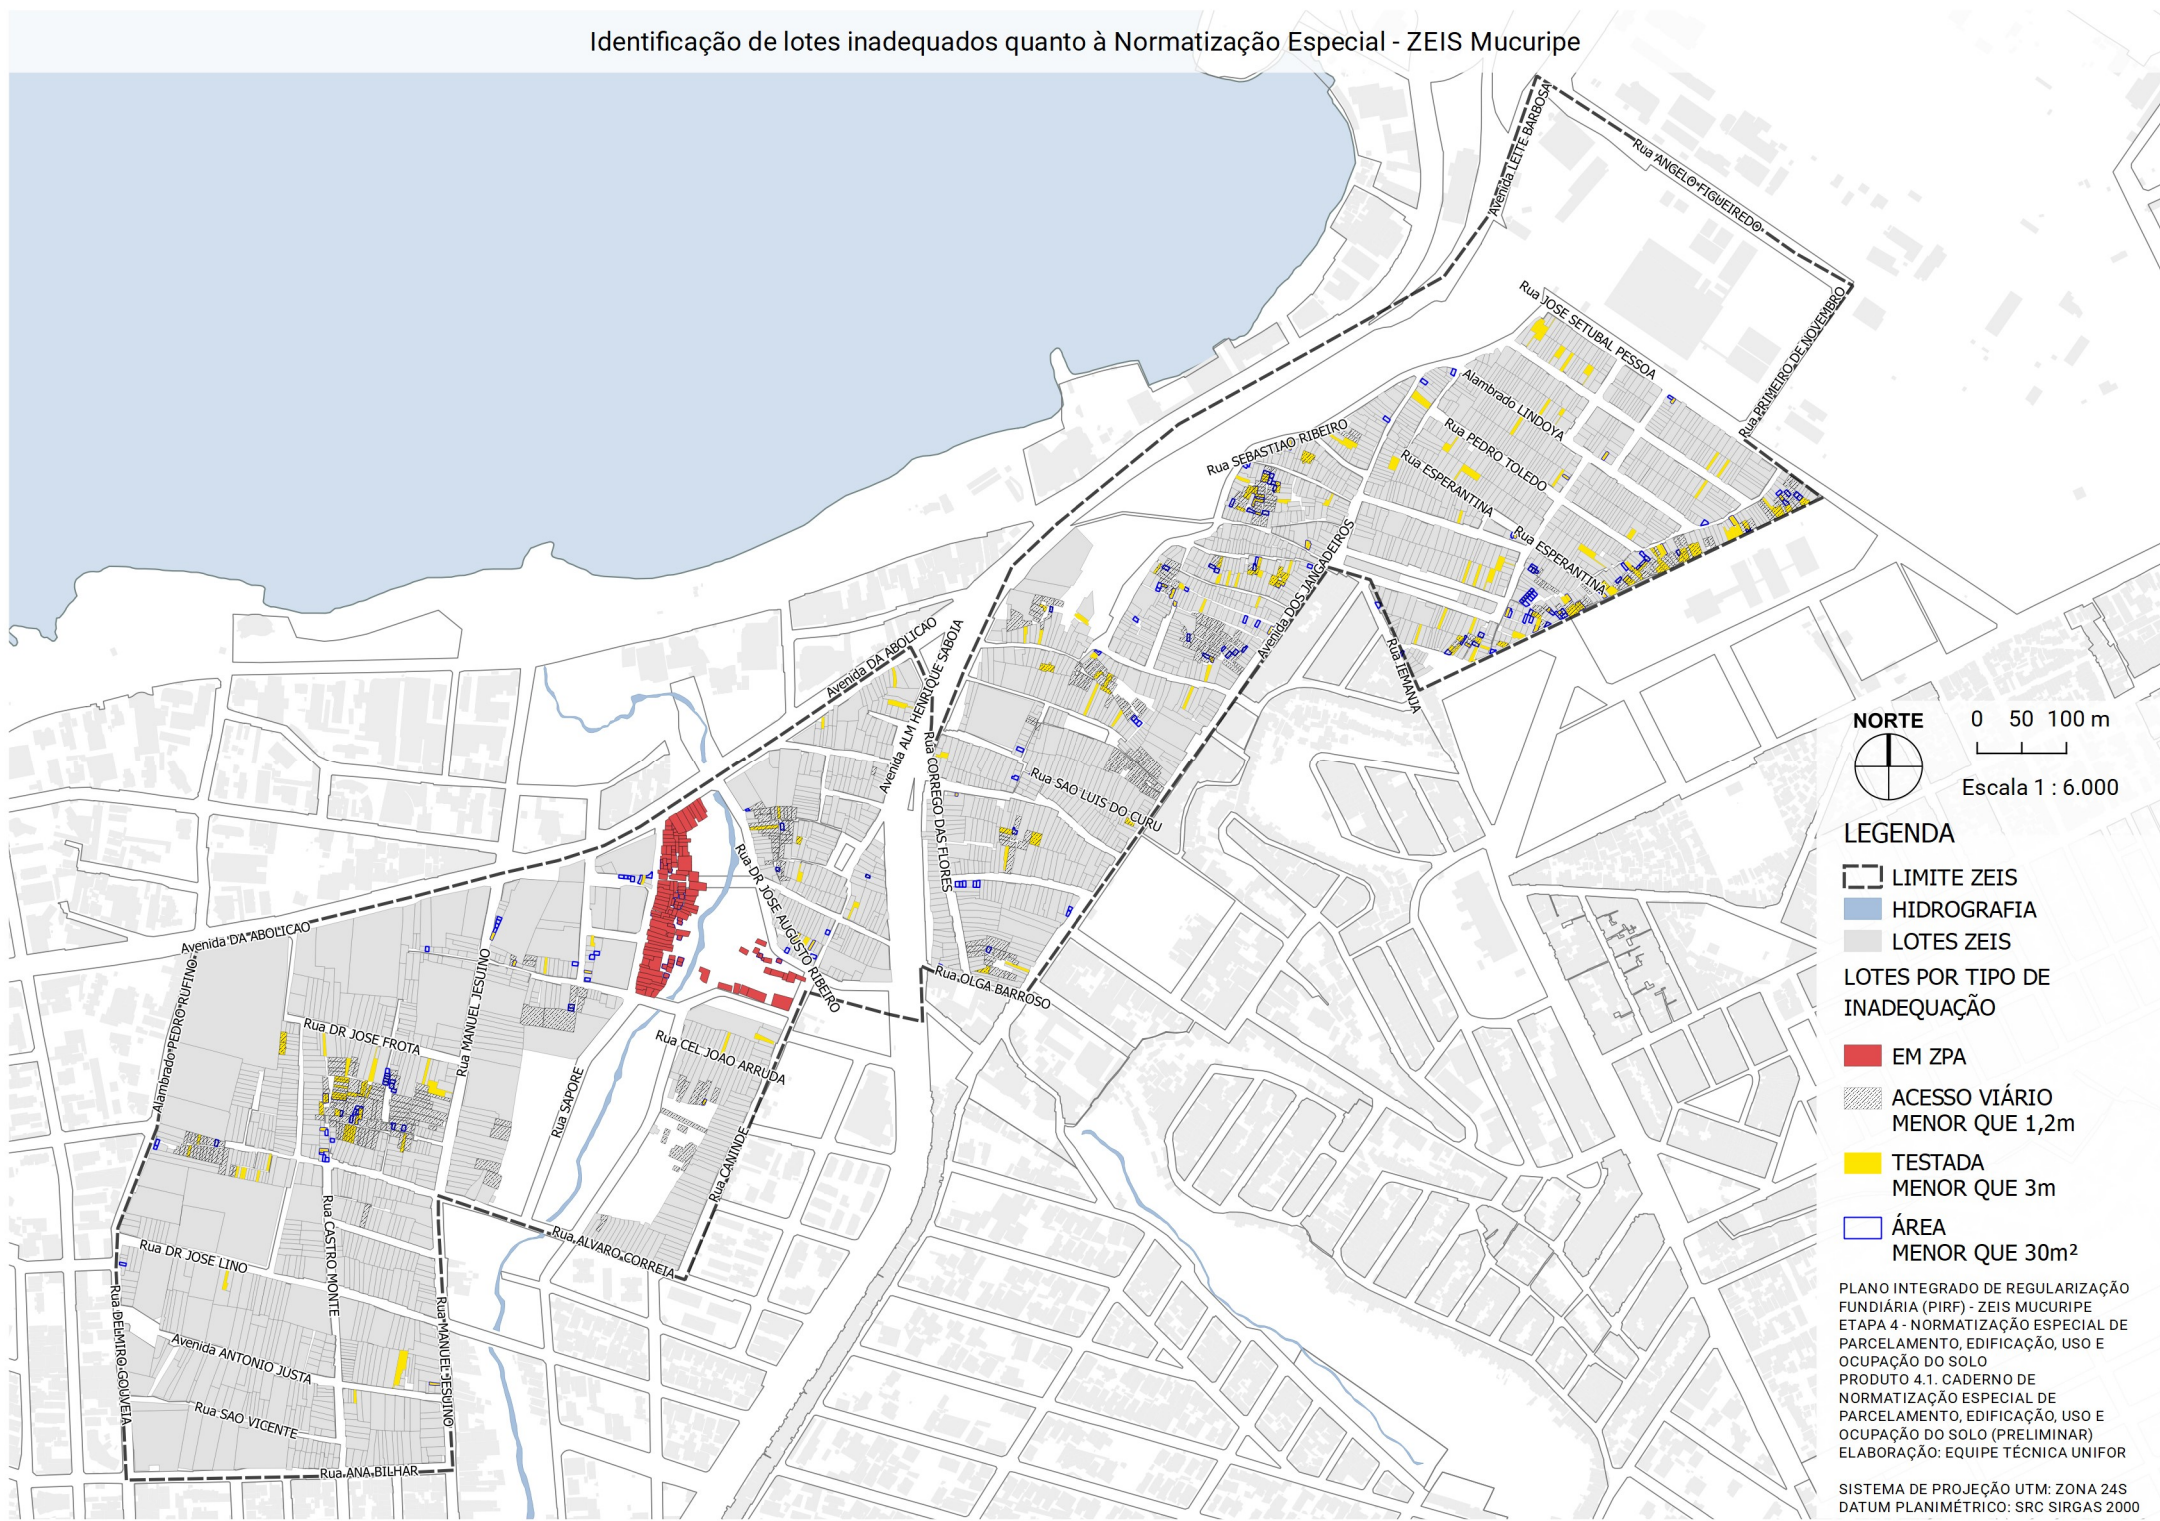 Identificação de lotes inadequados quanto à Normatização Especial - ZEIS Mucuripe
Avenida LEITE BARBOSA
Rua ANGELO FIGUEIREDO
Rua JOSE SETUBAL PESSOA
Rua PRIMEIRO DE NOVEMBRO
Alambrado LINDOYA
Rua SEBASTIAO RIBEIRO
Rua PEDRO TOLEDO
Rua ESPERANTINA
Rua ESPERANTINA
Avenida DOS JANGADEIROS
Rua IEMANJA
Avenida DA ABOLICAO
Avenida ALM HENRIQUE SABOIA
Rua CORREGO DAS FLORES
Rua SAO LUIS DO CURU
Rua DR JOSE AUGUSTO RIBEIRO
Rua OLGA BARROSO
Avenida DA ABOLICAO
Alambrado PEDRO RUFINO
Rua MANUEL JESUINO
Rua DR JOSE FROTA
Rua CEL JOAO ARRUDA
Rua SAPORE
Rua CANINDE
Rua ALVARO CORREIA
Rua CASTRO MONTE
Rua DR JOSE LINO
Rua DELMIRO GOUVEIA
Rua MANUEL JESUINO
Avenida ANTONIO JUSTA
Rua SAO VICENTE
Rua ANA BILHAR
NORTE
0 50 100 m
Escala 1 : 6.000
LEGENDA
LIMITE ZEIS
HIDROGRAFIA
LOTES ZEIS
LOTES POR TIPO DE
INADEQUAÇÃO
EM ZPA
ACESSO VIÁRIO
MENOR QUE 1,2m
TESTADA
MENOR QUE 3m
ÁREA
MENOR QUE 30m²
PLANO INTEGRADO DE REGULARIZAÇÃO
FUNDIÁRIA (PIRF) - ZEIS MUCURIPE
ETAPA 4 - NORMATIZAÇÃO ESPECIAL DE
PARCELAMENTO, EDIFICAÇÃO, USO E
OCUPAÇÃO DO SOLO
PRODUTO 4.1. CADERNO DE
NORMATIZAÇÃO ESPECIAL DE
PARCELAMENTO, EDIFICAÇÃO, USO E
OCUPAÇÃO DO SOLO (PRELIMINAR)
ELABORAÇÃO: EQUIPE TÉCNICA UNIFOR
SISTEMA DE PROJEÇÃO UTM: ZONA 24S
DATUM PLANIMÉTRICO: SRC SIRGAS 2000